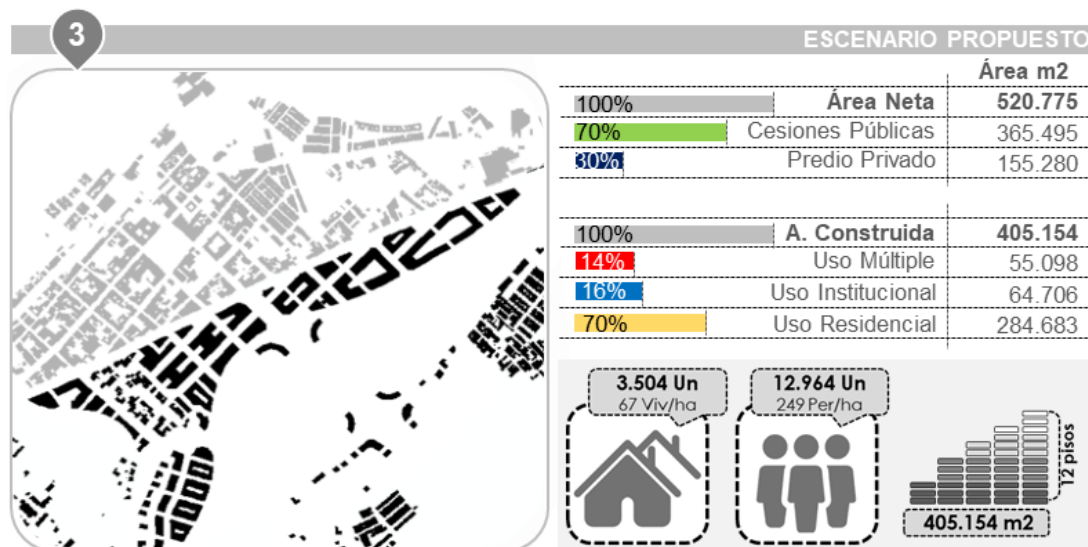 3
ESCENARIO PROPUESTO
Área m2
100% Área Neta 520.775
70% Cesiones Públicas 365.495
30% Predio Privado 155.280
100% A. Construida 405.154
14% Uso Múltiple 55.098
16% Uso Institucional 64.706
70% Uso Residencial 284.683
3.504 Un
67 Viv/ha
12.964 Un
249 Per/ha
12 pisos
405.154 m2